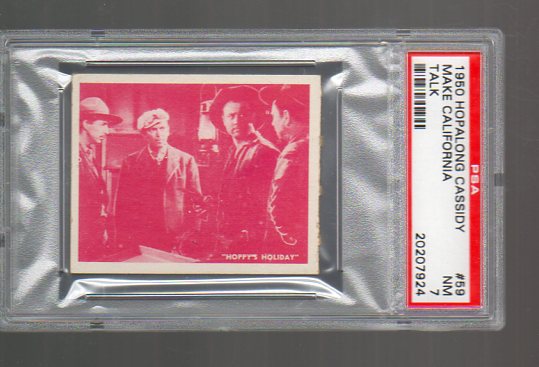 1950 HOPALONG CASSIDY #59
MAKE CALIFORNIA NM
TALK 7
20207924
PSA
"HOPPY'S HOLIDAY"